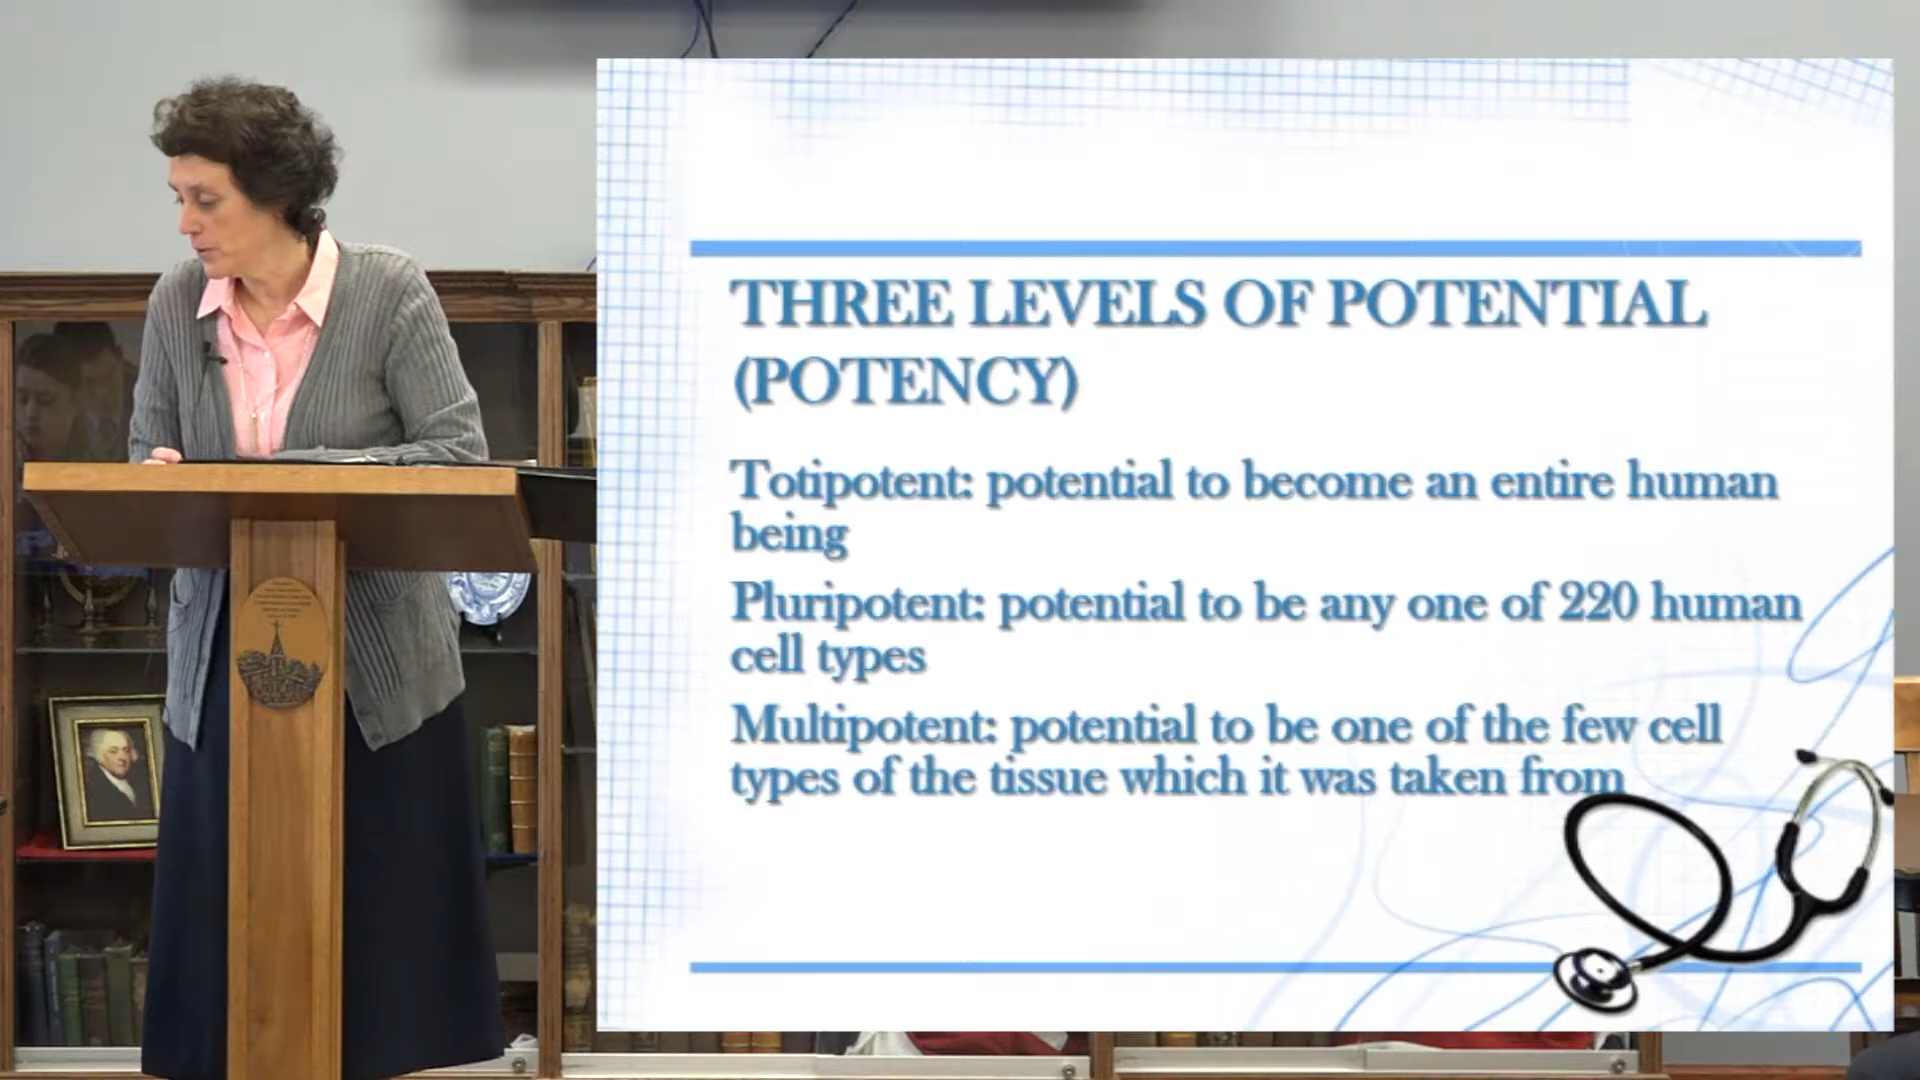 THREE LEVELS OF POTENTIAL
(POTENCY)
Totipotent: potential to become an entire human
being
Pluripotent: potential to be any one of 220 human
cell types
Multipotent: potential to be one of the few cell
types of the tissue which it was taken from